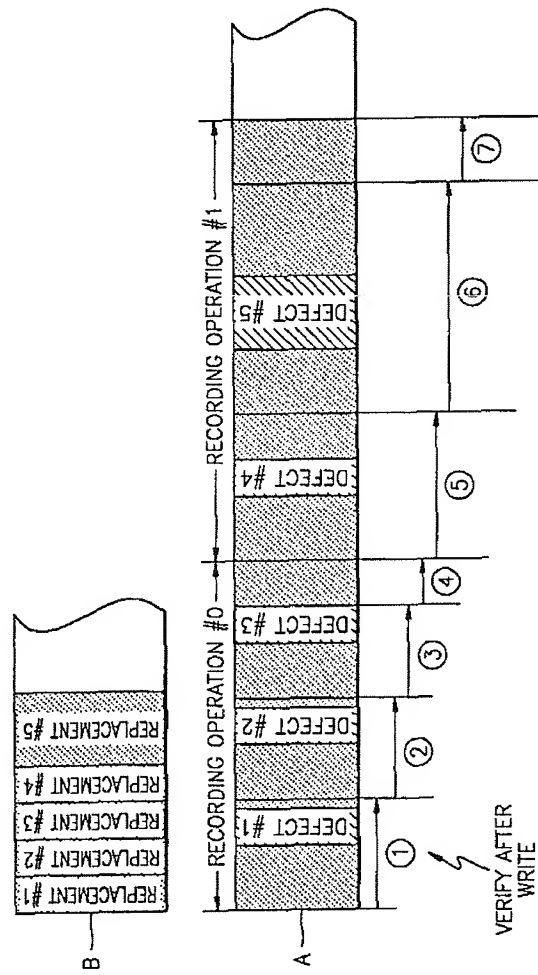 B
REPLACEMENT #1
REPLACEMENT #2
REPLACEMENT #3
REPLACEMENT #4
REPLACEMENT #5
RECORDING OPERATION #0
RECORDING OPERATION #1
A
DEFECT #1
DEFECT #2
DEFECT #3
DEFECT #4
DEFECT #5
①
②
③
④
⑤
⑥
⑦
VERIFY AFTER
WRITE